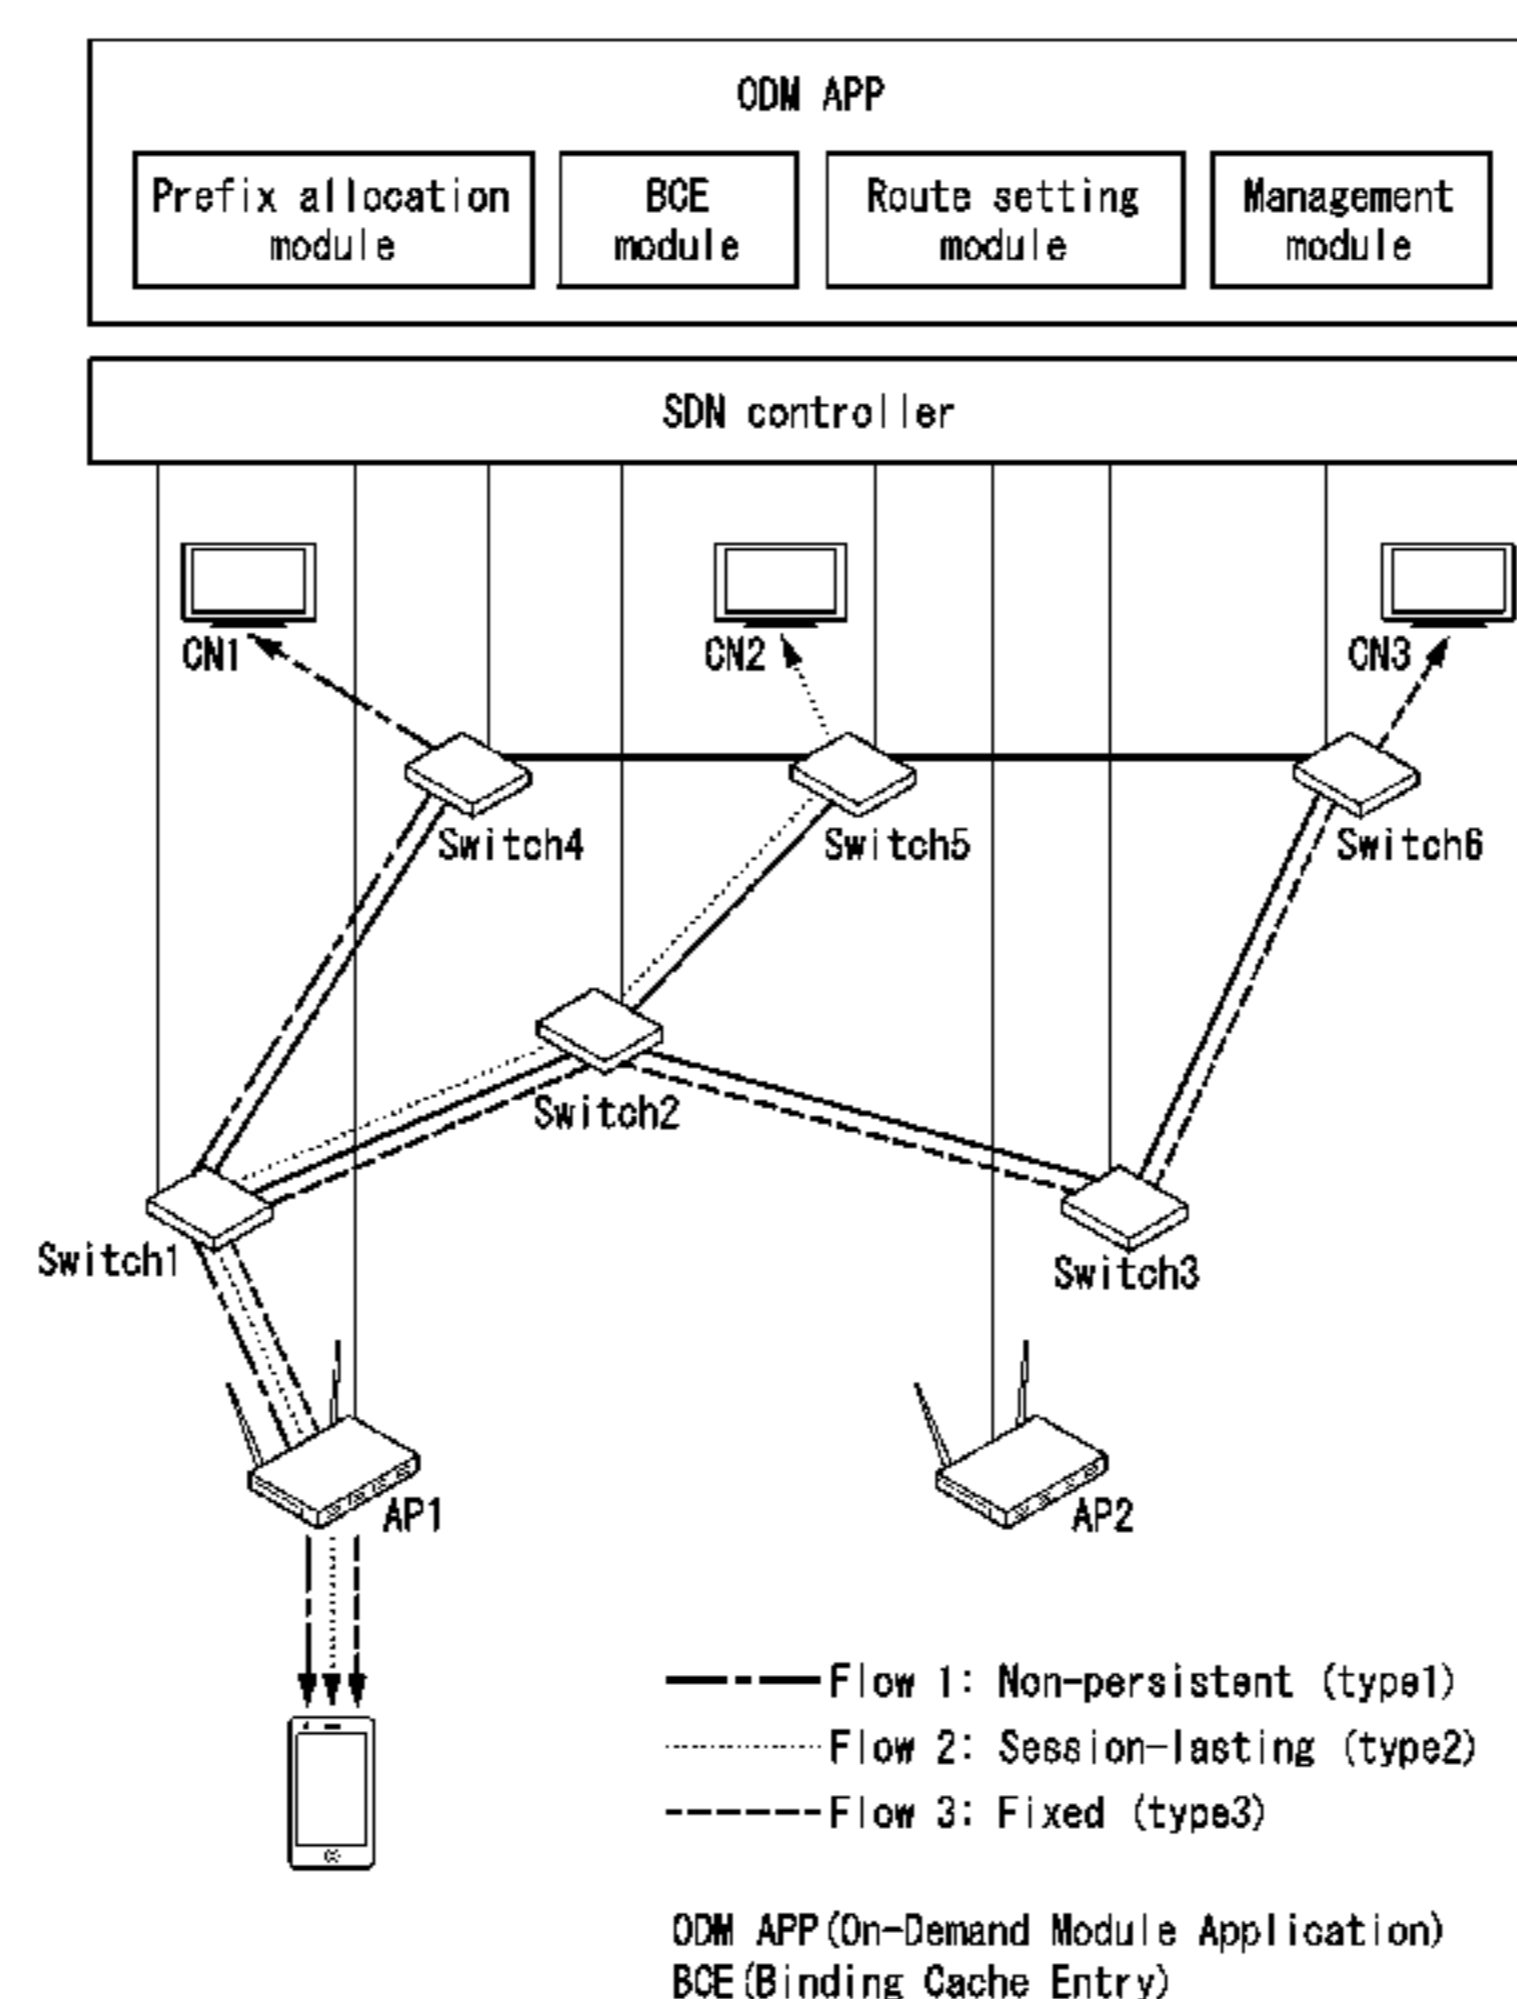 ODM APP
Prefix allocation
module
BCE
module
Route setting
module
Management
module
SDN controller
CN1
CN2
CN3
Switch4
Switch5
Switch6
Switch2
Switch1
Switch3
AP1
AP2
Flow 1: Non-persistent (type1)
Flow 2: Session-lasting (type2)
Flow 3: Fixed (type3)
ODM APP(On-Demand Module Application)
BCE(Binding Cache Entry)